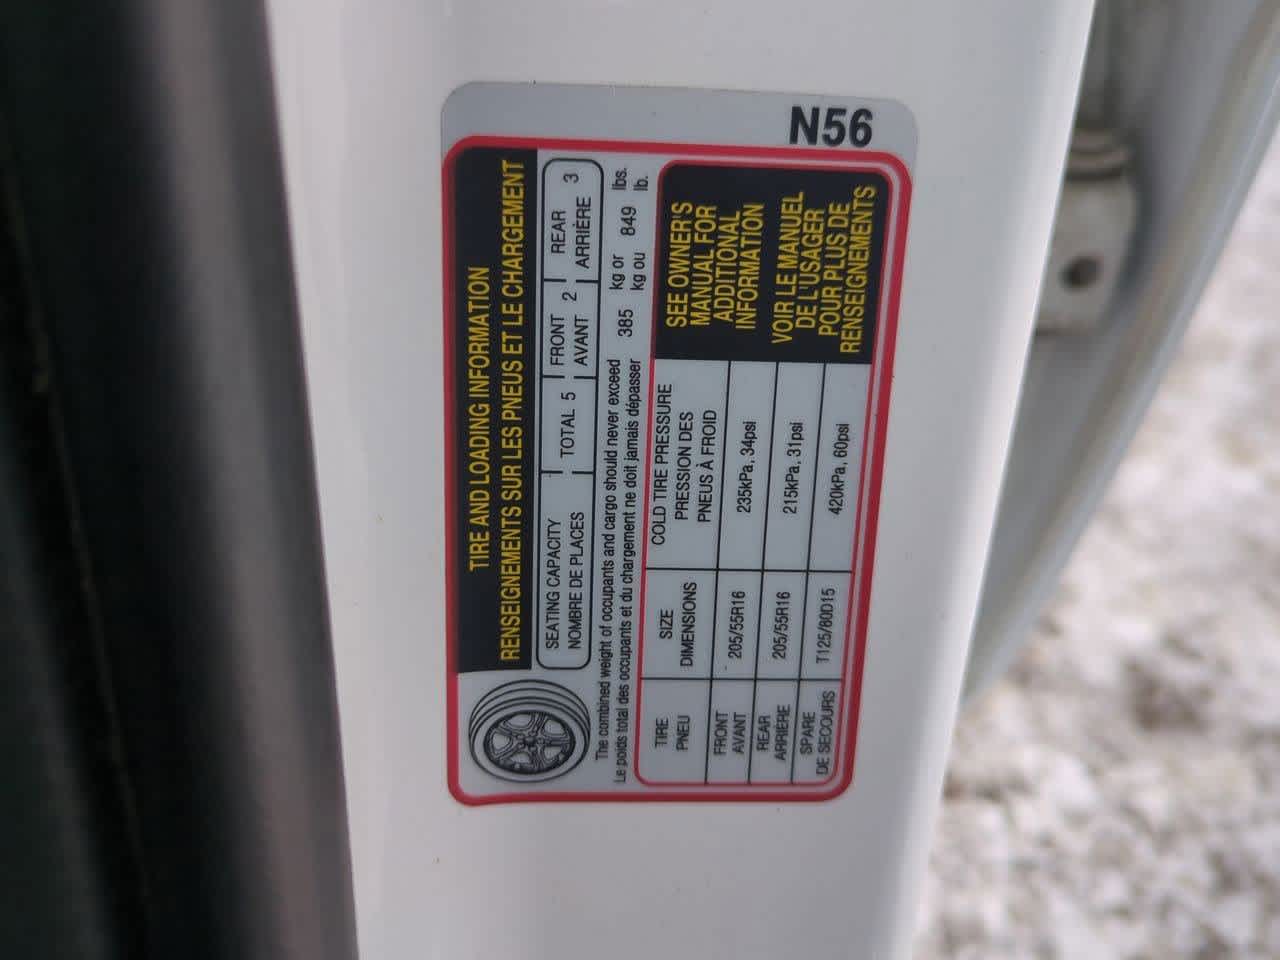 N56
TIRE AND LOADING INFORMATION
RENSEIGNEMENTS SUR LES PNEUS ET LE CHARGEMENT
SEATING CAPACITY TOTAL 5 FRONT 2 REAR 3
NOMBRE DE PLACES AVANT ARRIÈRE
The combined weight of occupants and cargo should never exceed 385 kg or 849 lbs.
Le poids total des occupants et du chargement ne doit jamais dépasser kg ou lb.
TIRE SIZE COLD TIRE PRESSURE
PNEU DIMENSIONS PRESSION DES
PNEUS À FROID
FRONT 205/55R16 235kPa, 34psi
AVANT
REAR 205/55R16 215kPa, 31psi
ARRIÈRE
SPARE T125/80D15 420kPa, 60psi
DE SECOURS
SEE OWNER'S
MANUAL FOR
ADDITIONAL
INFORMATION
VOIR LE MANUEL
DE L'USAGER
POUR PLUS DE
RENSEIGNEMENTS